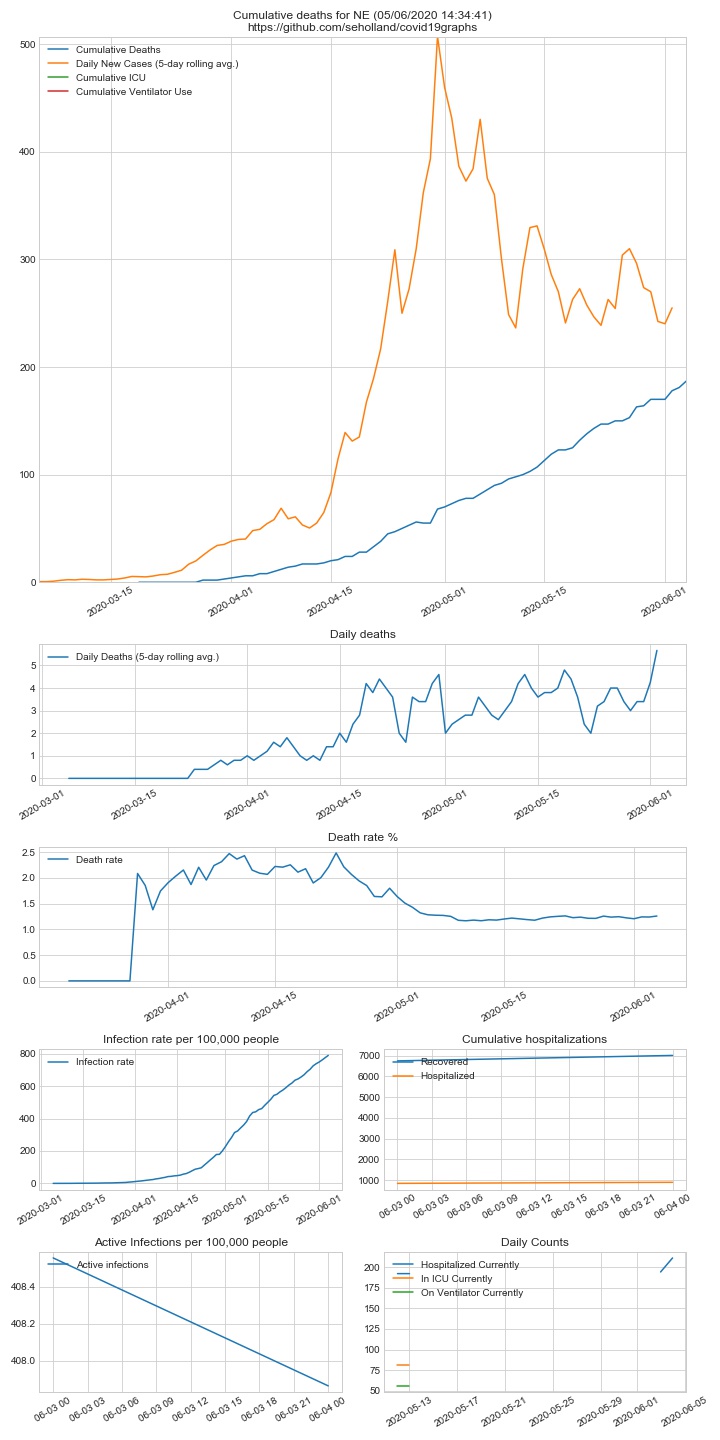 Cumulative deaths for NE (05/06/2020 14:34:41)
https://github.com/seholland/covid19graphs
Cumulative Deaths
Daily New Cases (5-day rolling avg.)
Cumulative ICU
Cumulative Ventilator Use
500
400
300
200
100
0
2020-03-15 2020-04-01 2020-04-15 2020-05-01 2020-05-15 2020-06-01
Daily deaths
Daily Deaths (5-day rolling avg.)
5
4
3
2
1
0
2020-03-01 2020-03-15 2020-04-01 2020-04-15 2020-05-01 2020-05-15 2020-06-01
Death rate %
Death rate
2.5
2.0
1.5
1.0
0.5
0.0
2020-04-01 2020-04-15 2020-05-01 2020-05-15 2020-06-01
Infection rate per 100,000 people
Infection rate
800
600
400
200
0
2020-03-01 2020-03-15 2020-04-01 2020-04-15 2020-05-01 2020-05-15 2020-06-01
Cumulative hospitalizations
Recovered
Hospitalized
7000
6000
5000
4000
3000
2000
1000
06-03 00 06-03 03 06-03 06 06-03 09 06-03 12 06-03 15 06-03 18 06-03 21 06-04 00
Active Infections per 100,000 people
Active infections
408.4
408.2
408.0
06-03 00 06-03 03 06-03 06 06-03 09 06-03 12 06-03 15 06-03 18 06-03 21 06-04 00
Daily Counts
Hospitalized Currently
In ICU Currently
On Ventilator Currently
200
175
150
125
100
75
50
2020-05-13 2020-05-17 2020-05-21 2020-05-25 2020-05-29 2020-06-01 2020-06-05